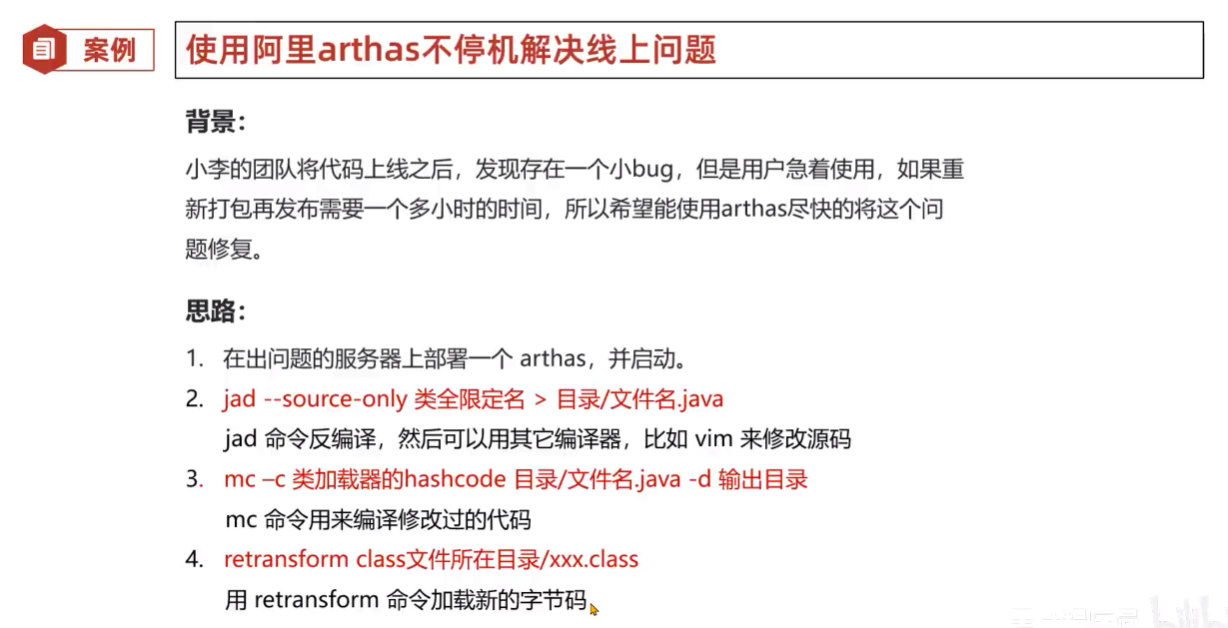 案例
使用阿里arthas不停机解决线上问题
背景：
小李的团队将代码上线之后，发现存在一个小bug，但是用户急着使用，如果重
新打包再发布需要一个多小时的时间，所以希望能使用arthas尽快的将这个问
题修复。
思路：
1. 在出问题的服务器上部署一个 arthas，并启动。
2. jad --source-only 类全限定名 > 目录/文件名.java
jad 命令反编译，然后可以用其它编译器，比如 vim 来修改源码
3. mc –c 类加载器的hashcode 目录/文件名.java -d 输出目录
mc 命令用来编译修改过的代码
4. retransform class文件所在目录/xxx.class
用 retransform 命令加载新的字节码